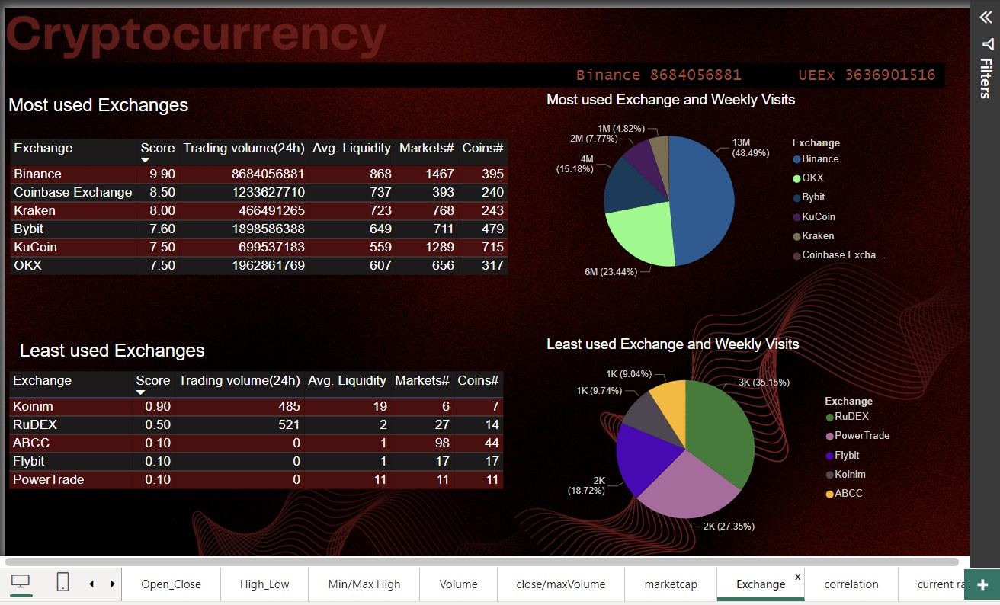 Cryptocurrency
Binance 8684056881 UEEx 3636901516
Filters
Most used Exchanges
Exchange Score Trading volume(24h) Avg. Liquidity Markets# Coins#
Binance 9.90 8684056881 868 1467 395
Coinbase Exchange 8.50 1233627710 737 393 240
Kraken 8.00 466491265 723 768 243
Bybit 7.60 1898586388 649 711 479
KuCoin 7.50 699537183 559 1289 715
OKX 7.50 1962861769 607 656 317
Most used Exchange and Weekly Visits
1M (4.82%)
2M (7.77%)
4M
(15.18%)
13M
(48.49%)
6M (23.44%)
Exchange
Binance
OKX
Bybit
KuCoin
Kraken
Coinbase Excha...
Least used Exchanges
Exchange Score Trading volume(24h) Avg. Liquidity Markets# Coins#
Koinim 0.90 485 19 6 7
RuDEX 0.50 521 2 27 14
ABCC 0.10 0 1 98 44
Flybit 0.10 0 1 17 17
PowerTrade 0.10 0 11 11 11
Least used Exchange and Weekly Visits
1K (9.04%)
1K (9.74%)
3K (35.15%)
2K
(18.72%)
2K (27.35%)
Exchange
RuDEX
PowerTrade
Flybit
Koinim
ABCC
Open_Close High_Low Min/Max High Volume close/maxVolume marketcap Exchange x correlation current ra